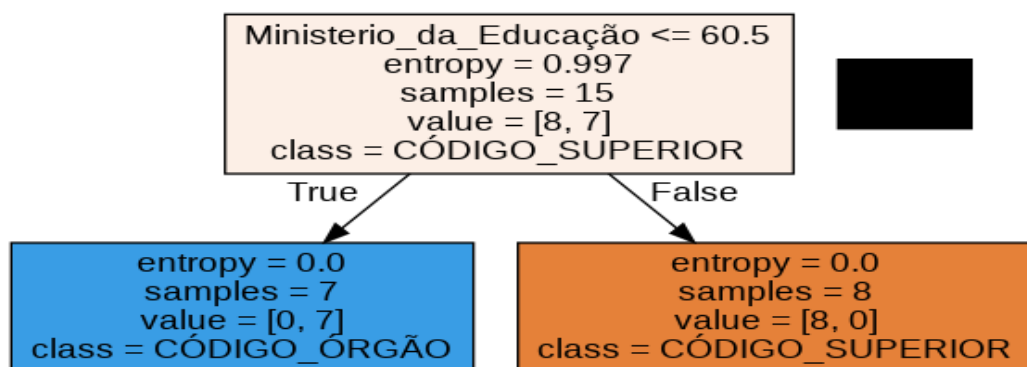 Ministerio_da_Educação <= 60.5
entropy = 0.997
samples = 15
value = [8, 7]
class = CÓDIGO_SUPERIOR
True
False
entropy = 0.0
samples = 7
value = [0, 7]
class = CÓDIGO_ÓRGÃO
entropy = 0.0
samples = 8
value = [8, 0]
class = CÓDIGO_SUPERIOR